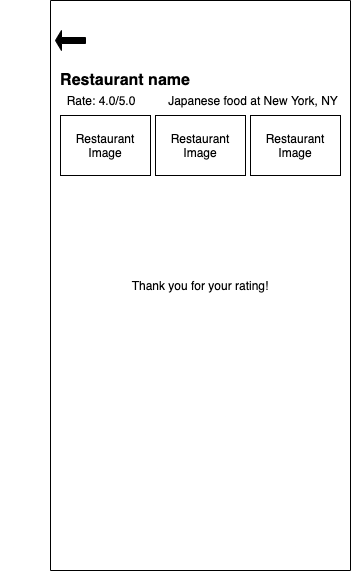 Restaurant name
Rate: 4.0/5.0
Japanese food at New York, NY
Restaurant
Image
Restaurant
Image
Restaurant
Image
Thank you for your rating!